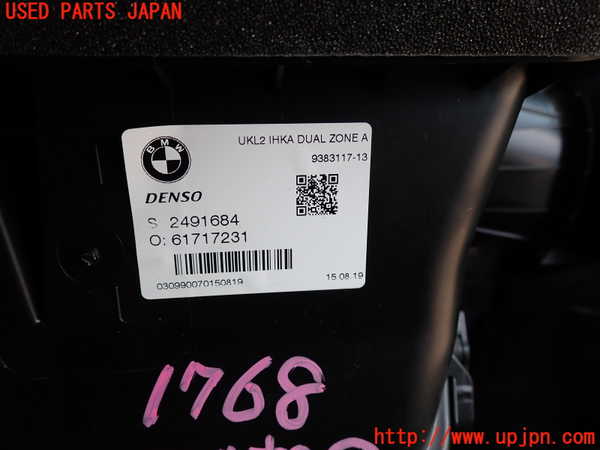 USED PARTS JAPAN
BMW
UKL2 IHKA DUAL ZONE A
9383117-13
DENSO
S 2491684
O: 61717231
030990070150819
15.08.19
1768
http://www.upjpn.com/